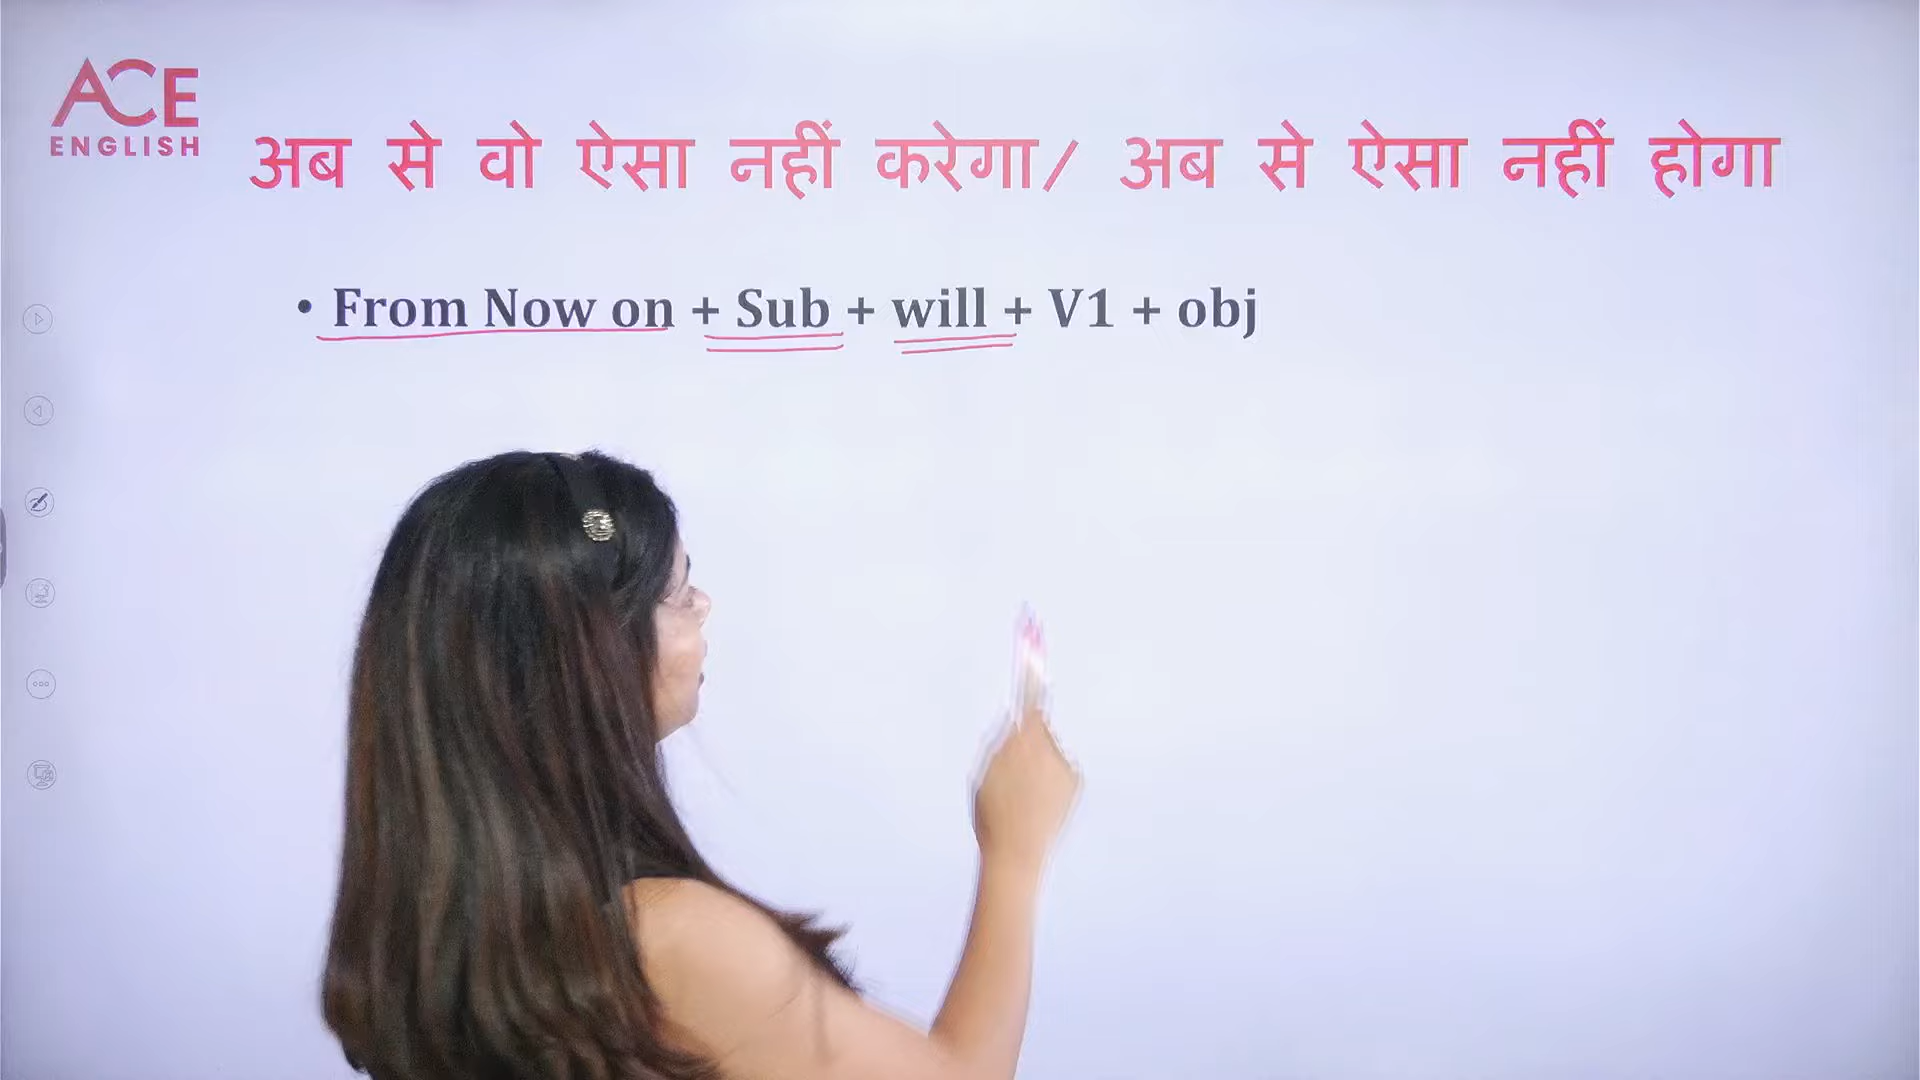 ACE
ENGLISH
अब से वो ऐसा नहीं करेगा/ अब से ऐसा नहीं होगा
• From Now on + Sub + will + V1 + obj